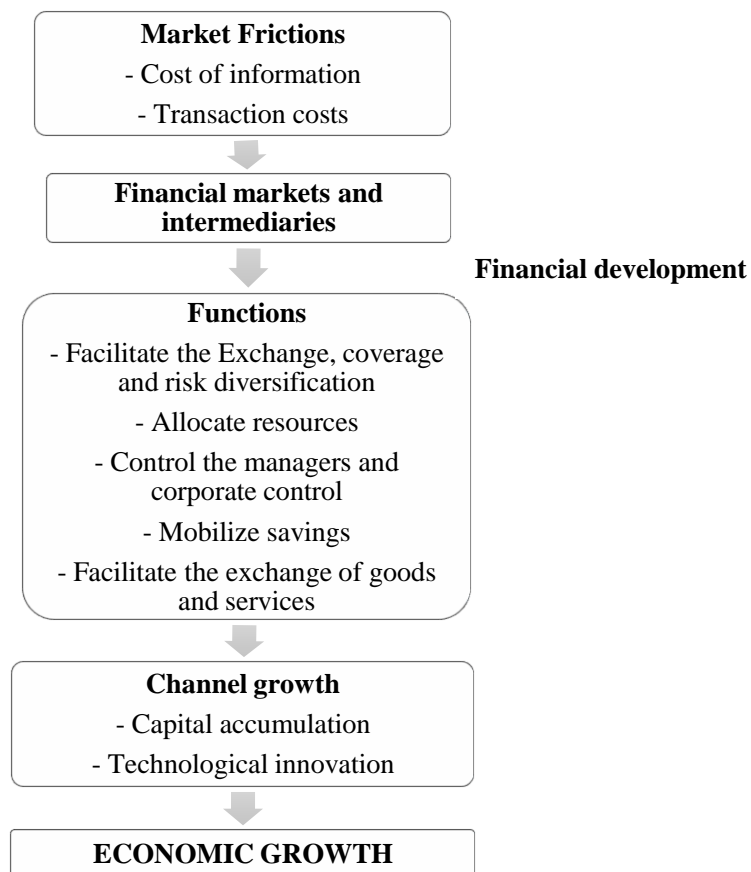 Market Frictions
- Cost of information
- Transaction costs
Financial markets and
intermediaries
Financial development
Functions
- Facilitate the Exchange, coverage
and risk diversification
- Allocate resources
- Control the managers and
corporate control
- Mobilize savings
- Facilitate the exchange of goods
and services
Channel growth
- Capital accumulation
- Technological innovation
ECONOMIC GROWTH